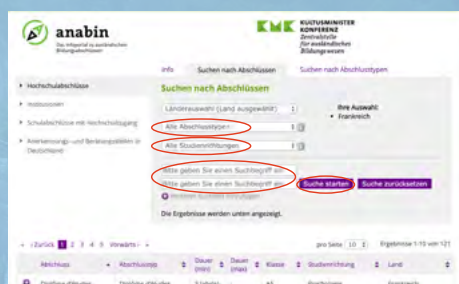 anabin
Das Infoportal zu ausländischen
Bildungsabschlüssen
KMK KULTUSMINISTER
KONFERENZ
Zentralstelle
für ausländisches
Bildungswesen
Info Suchen nach Abschlüssen Suchen nach Abschlusstypen
Hochschulabschlüsse
Institutionen
Schulabschlüsse mit Hochschulzugang
Anerkennungs- und Beratungsstellen in
Deutschland
Suchen nach Abschlüssen
Länderauswahl (Land ausgewählt)
Ihre Auswahl:
• Frankreich
Alle Abschlusstypen
Alle Studienrichtungen
Bitte geben Sie einen Suchbegriff ein
Bitte geben Sie einen Suchbegriff ein
Suche starten Suche zurücksetzen
Weiteres Suchfeld hinzufügen
Die Ergebnisse werden unten angezeigt.
« ‹ Zurück 1 2 3 4 5 Vorwärts › » pro Seite 10 Ergebnisse 1-10 von 121
Abschluss Abschlusstyp Dauer (min) Dauer (max) Klasse Studienrichtung Land